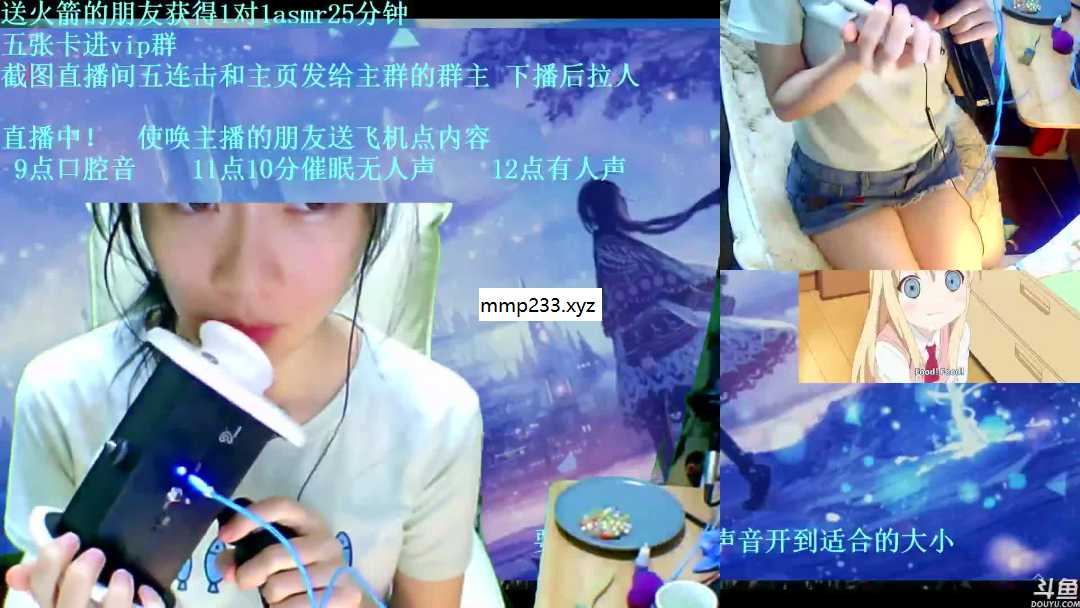 送火箭的朋友获得1对1asmr25分钟
五张卡进vip群
截图直播间五连击和主页发给主群的群主 下播后拉人
直播中！ 使唤主播的朋友送飞机点内容
9点口腔音 11点10分催眠无人声 12点有人声
mmp233.xyz
Food! Food!
声音开到适合的大小
斗鱼
DOUYU.COM